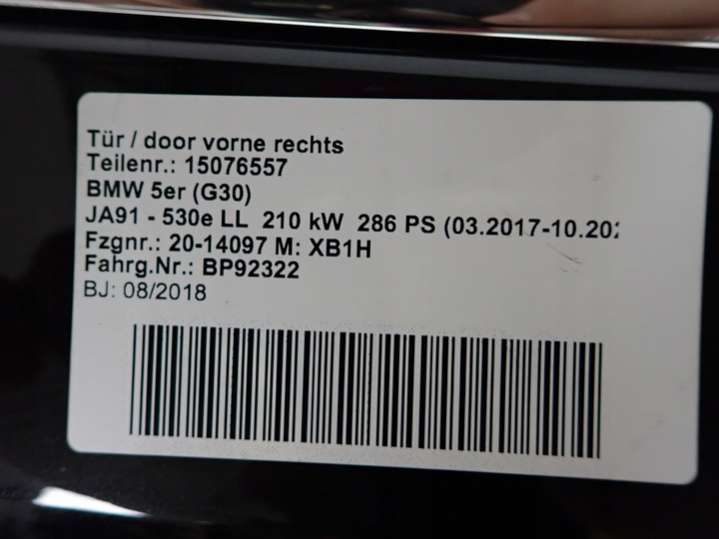 Tür / door vorne rechts
Teilenr.: 15076557
BMW 5er (G30)
JA91 - 530e LL 210 kW 286 PS (03.2017-10.202
Fzgnr.: 20-14097 M: XB1H
Fahrg.Nr.: BP92322
BJ: 08/2018